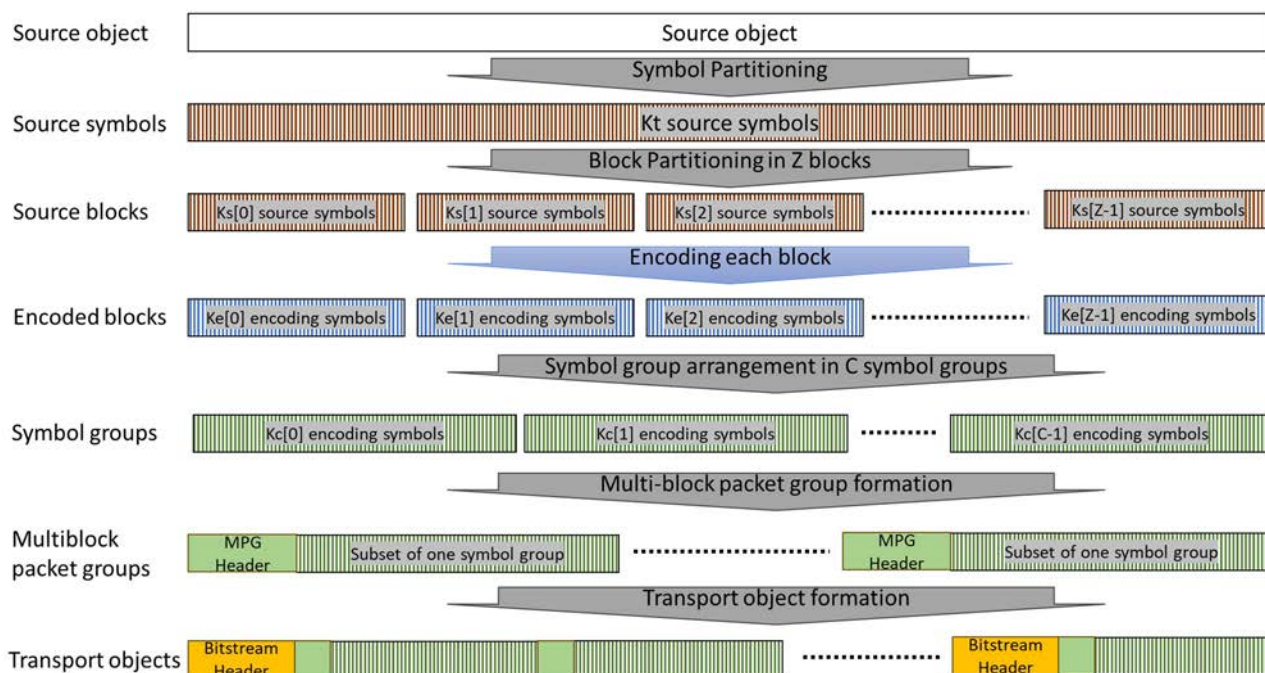 Source object
Source object
Symbol Partitioning
Source symbols
Kt source symbols
Block Partitioning in Z blocks
Source blocks
Ks[0] source symbols
Ks[1] source symbols
Ks[2] source symbols
Ks[Z-1] source symbols
Encoding each block
Encoded blocks
Ke[0] encoding symbols
Ke[1] encoding symbols
Ke[2] encoding symbols
Ke[Z-1] encoding symbols
Symbol group arrangement in C symbol groups
Symbol groups
Kc[0] encoding symbols
Kc[1] encoding symbols
Kc[C-1] encoding symbols
Multi-block packet group formation
Multiblock
packet groups
MPG
Header
Subset of one symbol group
MPG
Header
Subset of one symbol group
Transport object formation
Transport objects
Bitstream
Header
Bitstream
Header